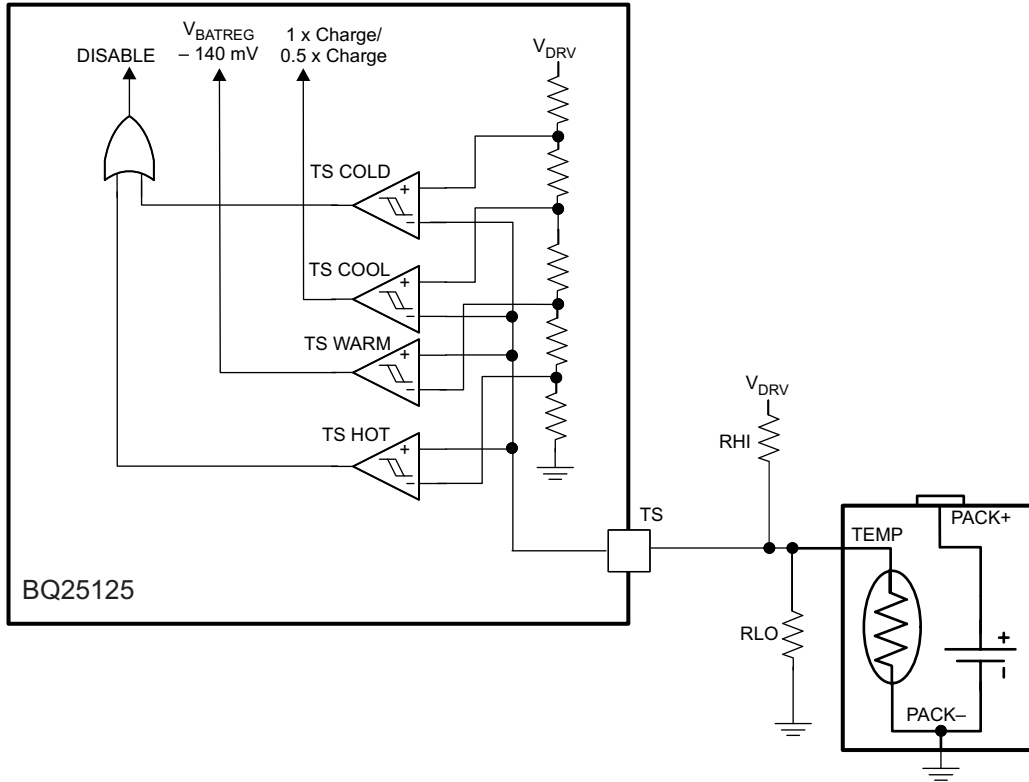 DISABLE
VBATREG
– 140 mV
1 x Charge/
0.5 x Charge
VDRV
TS COLD
+
–
TS COOL
+
–
TS WARM
+
–
TS HOT
+
–
TS
BQ25125
VDRV
RHI
RLO
TEMP
PACK+
+
PACK–